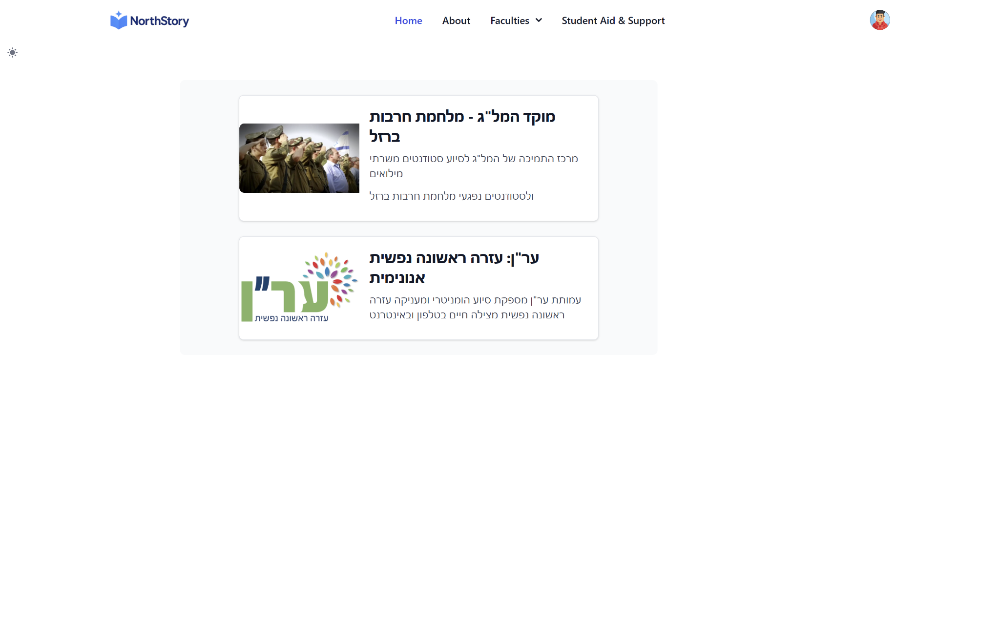 NorthStory
Home
About
Faculties
Student Aid & Support
מוקד המל"ג - מלחמת חרבות
ברזל
מרכז התמיכה של המל"ג לסיוע סטודנטים משרתי
מילואים
ולסטודנטים נפגעי מלחמת חרבות ברזל
ער"ן
עזרה ראשונה נפשית
ער"ן: עזרה ראשונה נפשית
אנונימית
עמותת ער"ן מספקת סיוע הומניטרי ומעניקה עזרה
ראשונה נפשית מצילה חיים בטלפון ובאינטרנט